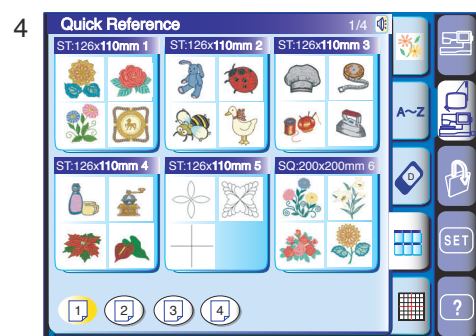 4
Quick Reference 1/4
ST:126x110mm 1 ST:126x110mm 2 ST:126x110mm 3
A~Z
ST:126x110mm 4 ST:126x110mm 5 SQ:200x200mm 6
D
SET
1 2 3 4
?